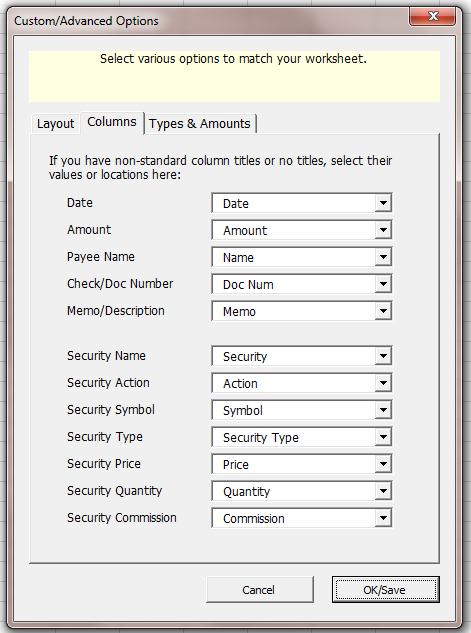 Custom/Advanced Options
Select various options to match your worksheet.
Layout Columns Types & Amounts
If you have non-standard column titles or no titles, select their
values or locations here:
Date Date
Amount Amount
Payee Name Name
Check/Doc Number Doc Num
Memo/Description Memo
Security Name Security
Security Action Action
Security Symbol Symbol
Security Type Security Type
Security Price Price
Security Quantity Quantity
Security Commission Commission
Cancel OK/Save